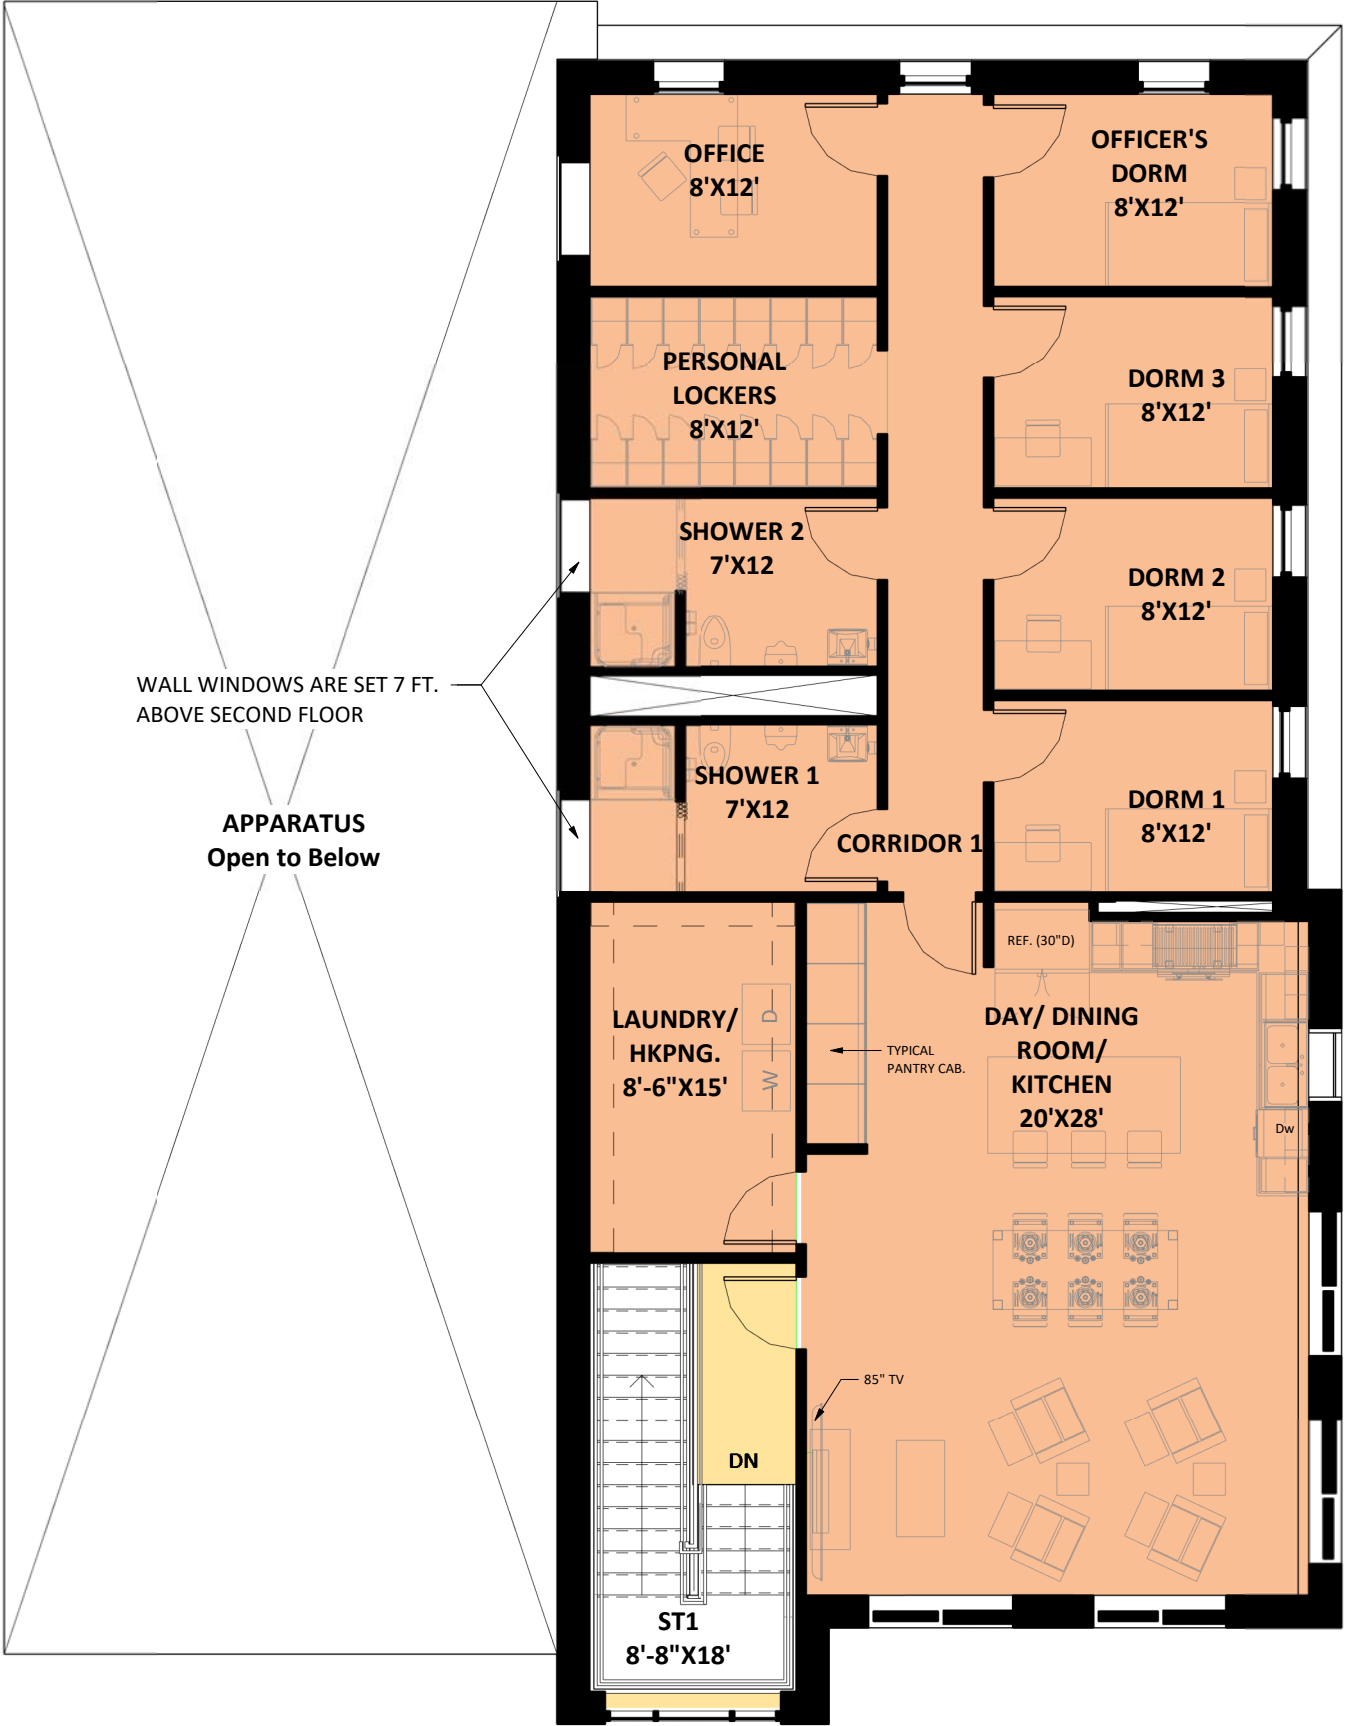 OFFICE
8'X12'
OFFICER'S
DORM
8'X12'
PERSONAL
LOCKERS
8'X12'
DORM 3
8'X12'
SHOWER 2
7'X12
DORM 2
8'X12'
WALL WINDOWS ARE SET 7 FT.
ABOVE SECOND FLOOR
SHOWER 1
7'X12
DORM 1
8'X12'
APPARATUS
Open to Below
CORRIDOR 1
REF. (30"D)
LAUNDRY/
HKPNG.
8'-6"X15'
D
W
TYPICAL
PANTRY CAB.
DAY/ DINING
ROOM/
KITCHEN
20'X28'
Dw
85" TV
DN
ST1
8'-8"X18'